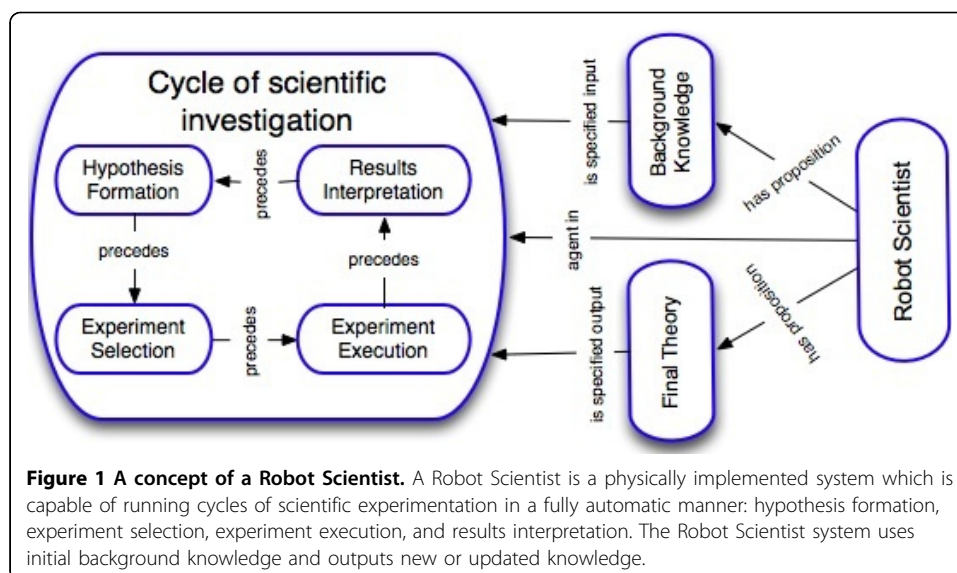 Cycle of scientific
investigation
Hypothesis
Formation
precedes
Results
Interpretation
precedes
precedes
Experiment
Selection
precedes
Experiment
Execution
is specified input
Background
Knowledge
has proposition
agent in
Robot Scientist
is specified output
Final Theory
has proposition
Figure 1 A concept of a Robot Scientist. A Robot Scientist is a physically implemented system which is
capable of running cycles of scientific experimentation in a fully automatic manner: hypothesis formation,
experiment selection, experiment execution, and results interpretation. The Robot Scientist system uses
initial background knowledge and outputs new or updated knowledge.